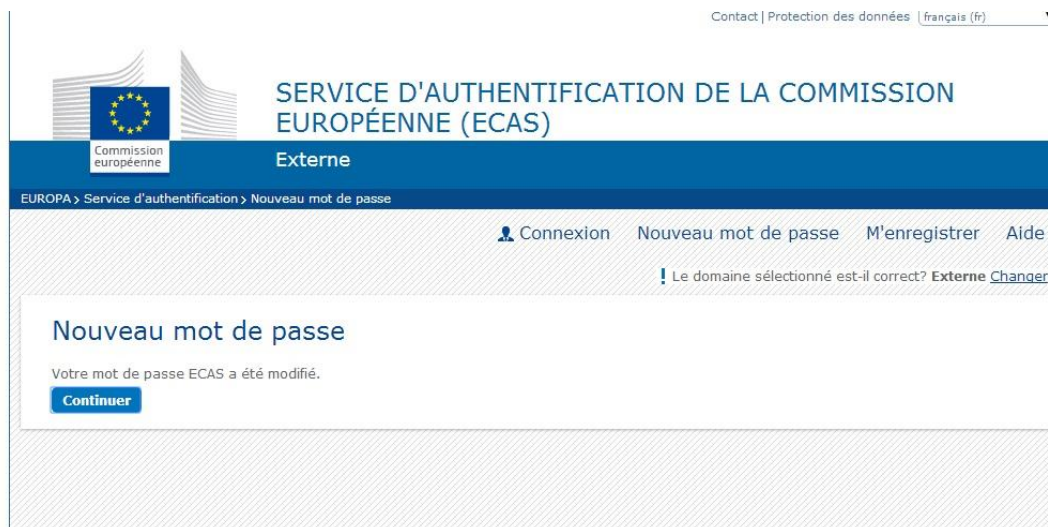 Contact | Protection des données français (fr)
SERVICE D'AUTHENTIFICATION DE LA COMMISSION
EUROPÉENNE (ECAS)
Commission
européenne
Externe
EUROPA > Service d'authentification > Nouveau mot de passe
Connexion Nouveau mot de passe M'enregistrer Aide
! Le domaine sélectionné est-il correct? Externe Changer
Nouveau mot de passe
Votre mot de passe ECAS a été modifié.
Continuer